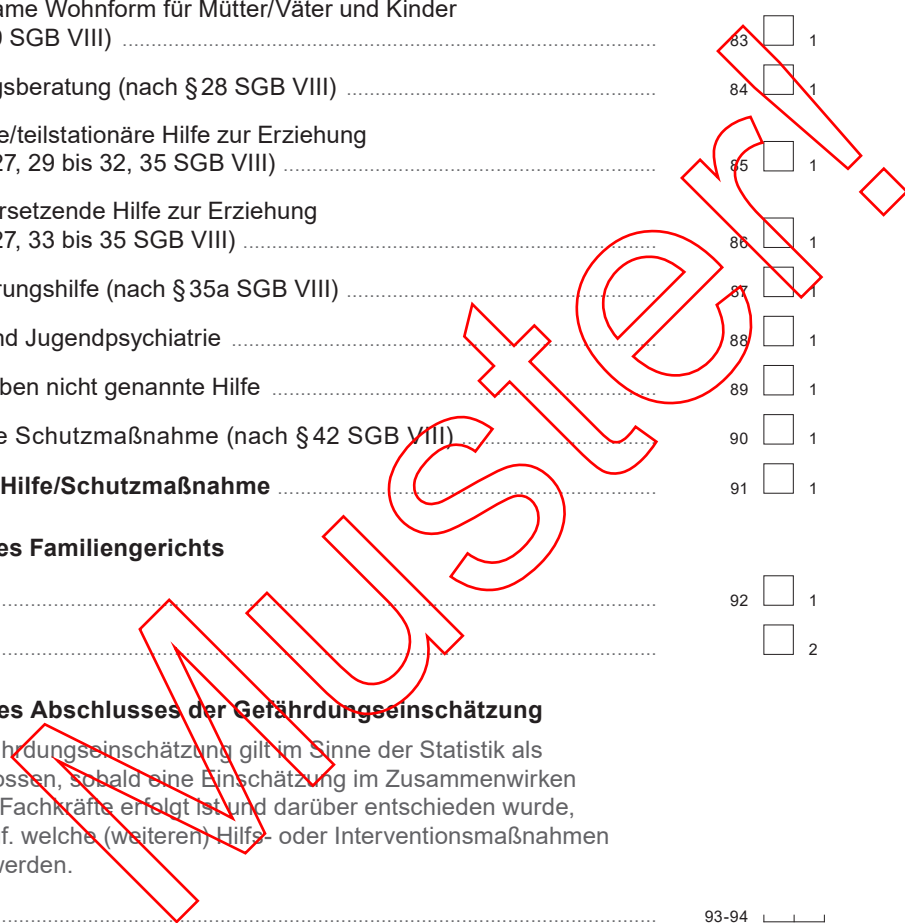 ame Wohnform für Mütter/Väter und Kinder
9 SGB VIII) 83 1
gsberatung (nach § 28 SGB VIII) 84 1
e/teilstationäre Hilfe zur Erziehung
27, 29 bis 32, 35 SGB VIII) 85 1
rsetzende Hilfe zur Erziehung
27, 33 bis 35 SGB VIII) 86 1
rungshilfe (nach § 35a SGB VIII) 87 1
nd Jugendpsychiatrie 88 1
ben nicht genannte Hilfe 89 1
e Schutzmaßnahme (nach § 42 SGB VIII) 90 1
Hilfe/Schutzmaßnahme 91 1
es Familiengerichts
92 1
2
es Abschlusses der Gefährdungseinschätzung
hrdungseinschätzung gilt im Sinne der Statistik als
ossen, sobald eine Einschätzung im Zusammenwirken
Fachkräfte erfolgt ist und darüber entschieden wurde,
f. welche (weiteren) Hilfs- oder Interventionsmaßnahmen
werden.
93-94
Muster!